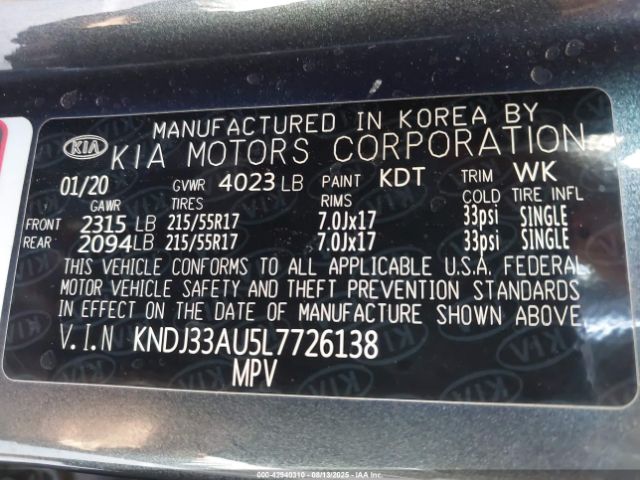 MANUFACTURED IN KOREA BY
KIA KIA MOTORS CORPORATION
01/20 GVWR 4023 LB PAINT KDT TRIM WK
GAWR TIRES RIMS COLD TIRE INFL
FRONT 2315 LB 215/55R17 7.0Jx17 33psi SINGLE
REAR 2094 LB 215/55R17 7.0Jx17 33psi SINGLE
THIS VEHICLE CONFORMS TO ALL APPLICABLE U.S.A. FEDERAL
MOTOR VEHICLE SAFETY AND THEFT PREVENTION STANDARDS
IN EFFECT ON THE DATE OF MANUFACTURE SHOWN ABOVE.
V.I.N KNDJ33AU5L7726138
MPV
000-42940310 - 08/13/2025 - IAA